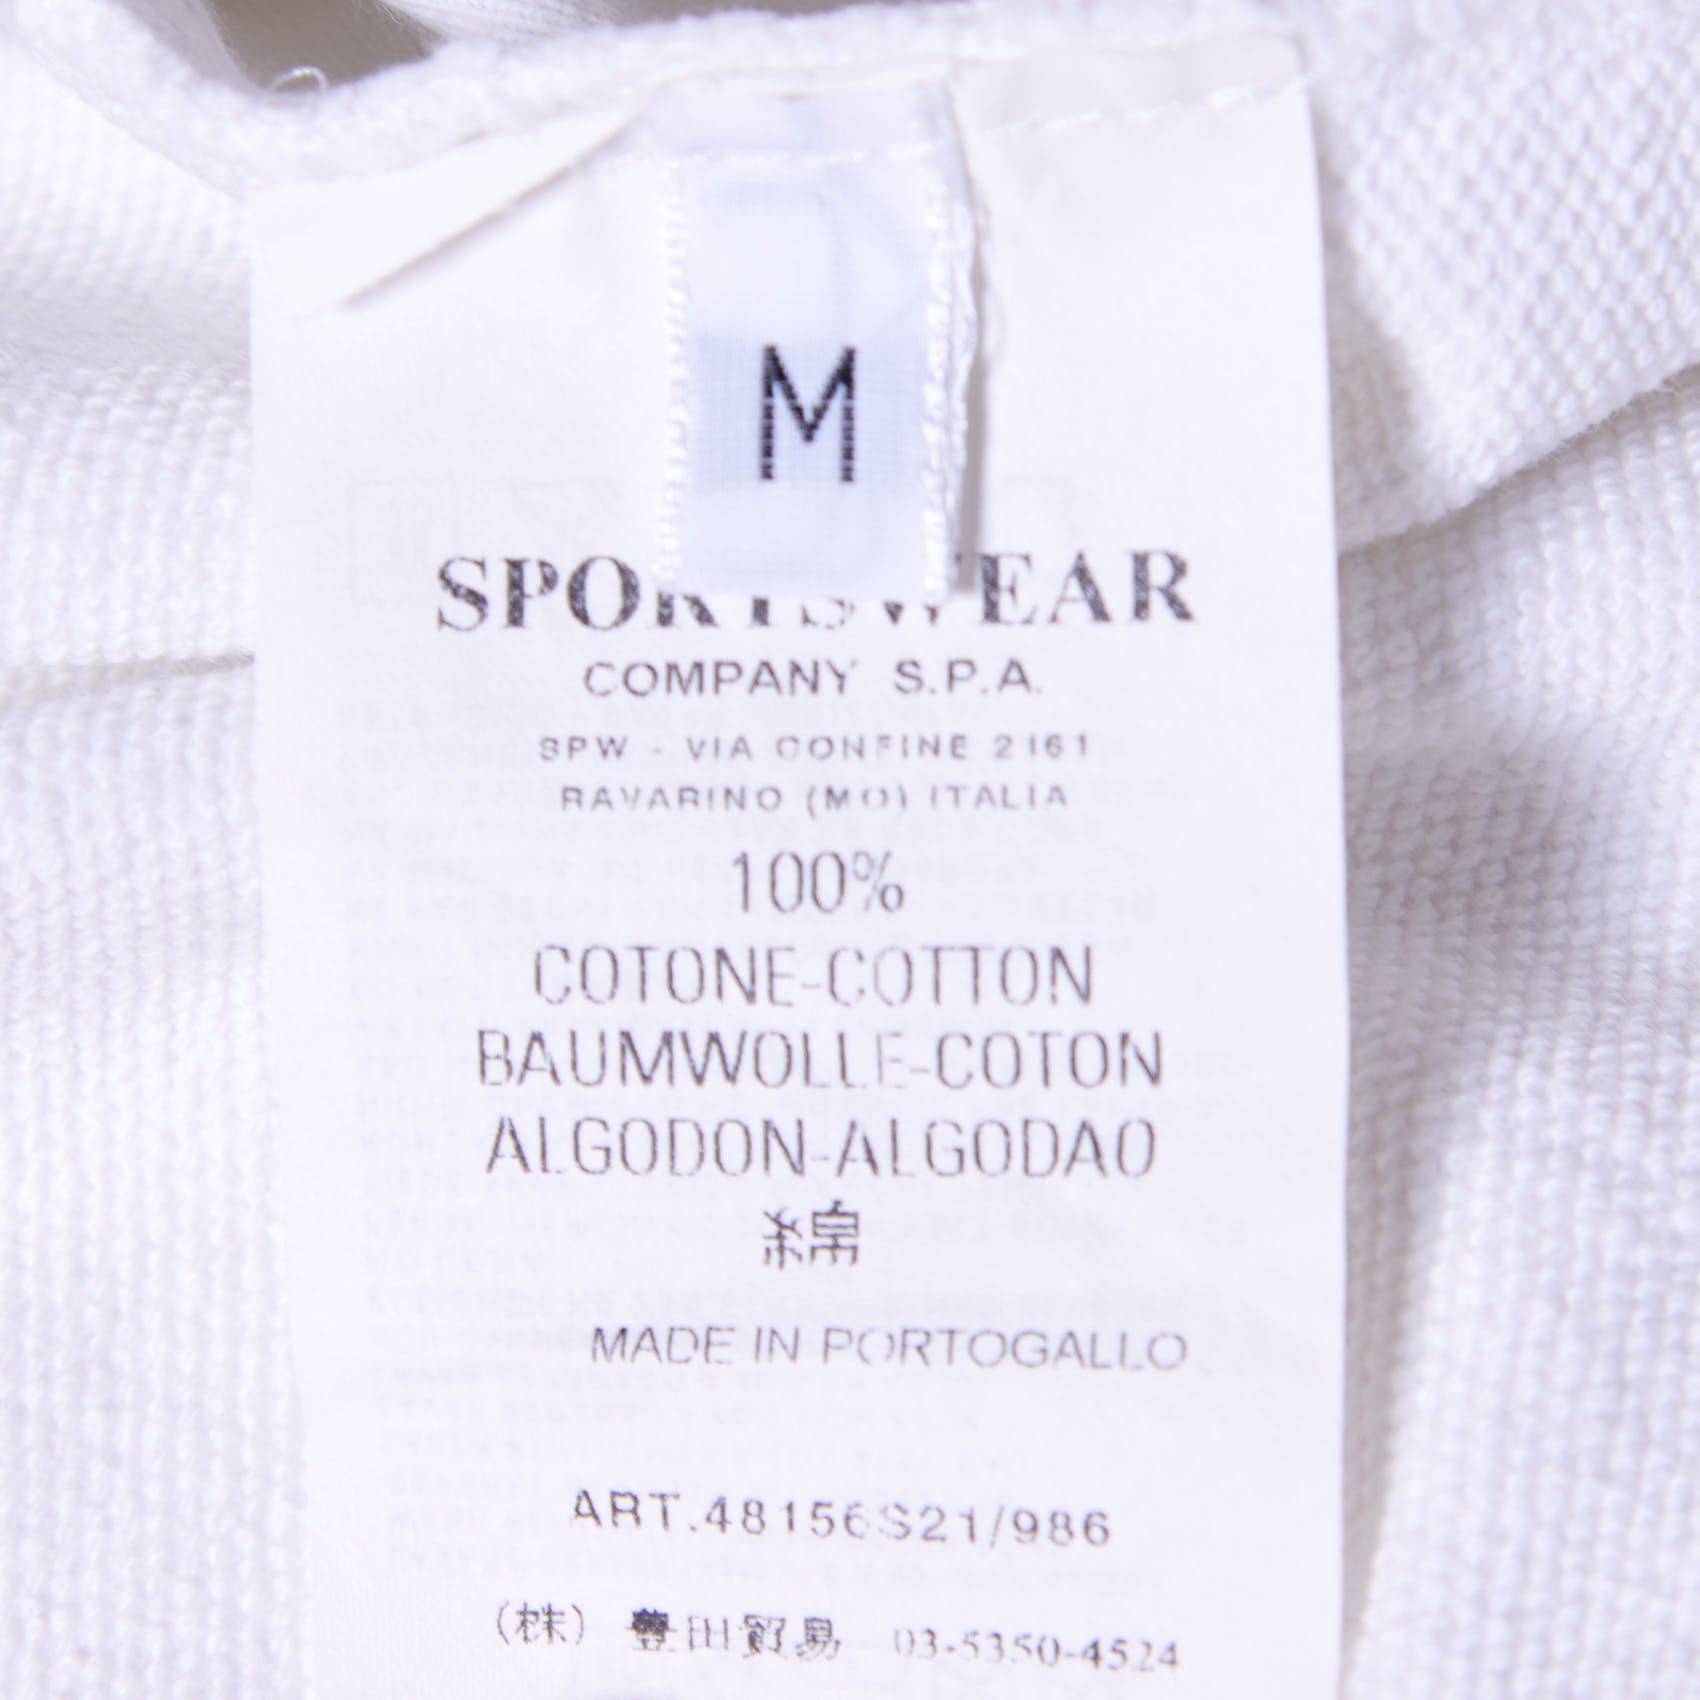 M
SPORTSWEAR
COMPANY S.P.A.
SPW - VIA CONFINE 2161
RAVARINO (MO) ITALIA
100%
COTONE-COTTON
BAUMWOLLE-COTON
ALGODON-ALGODAO
綿
MADE IN PORTOGALLO
ART.48156S21/986
(株) 豊田貿易 03-5350-4524